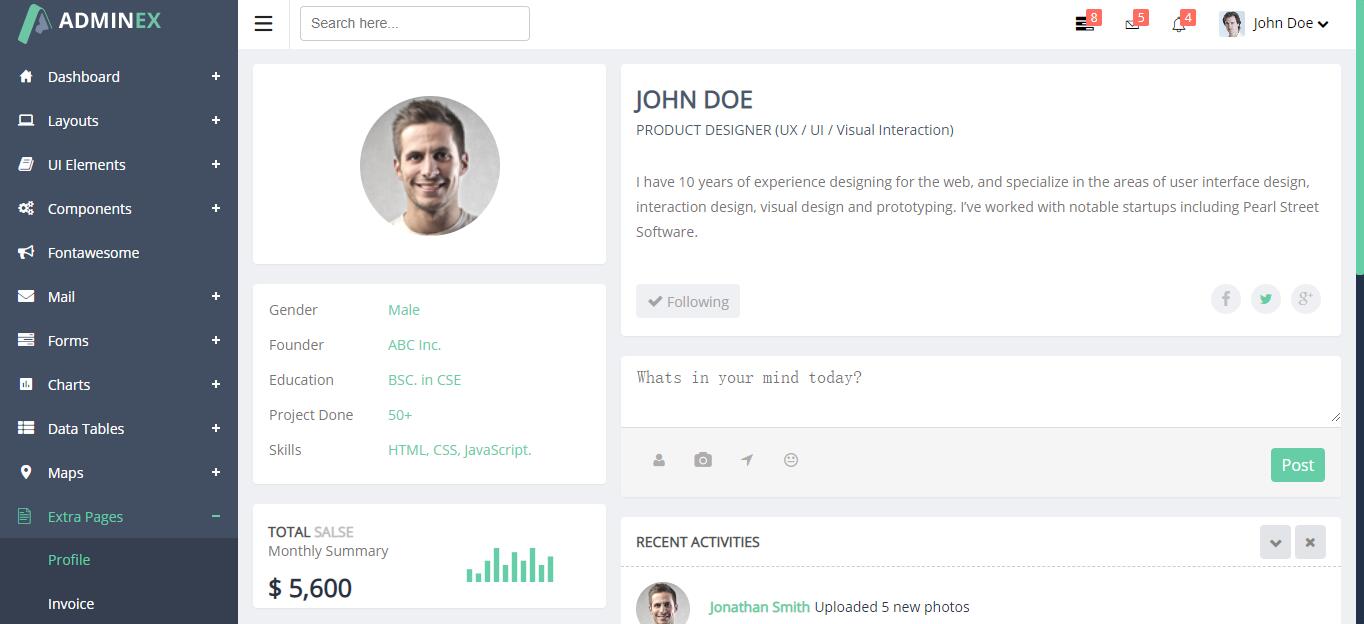 ADMINEX
Search here...
8
5
4
John Doe
Dashboard
Layouts
UI Elements
Components
Fontawesome
Mail
Forms
Charts
Data Tables
Maps
Extra Pages
Profile
Invoice
JOHN DOE
PRODUCT DESIGNER (UX / UI / Visual Interaction)
I have 10 years of experience designing for the web, and specialize in the areas of user interface design,
interaction design, visual design and prototyping. I’ve worked with notable startups including Pearl Street
Software.
Following
Gender Male
Founder ABC Inc.
Education BSC. in CSE
Project Done 50+
Skills HTML, CSS, JavaScript.
TOTAL SALSE
Monthly Summary
$ 5,600
Whats in your mind today?
Post
RECENT ACTIVITIES
Jonathan Smith Uploaded 5 new photos